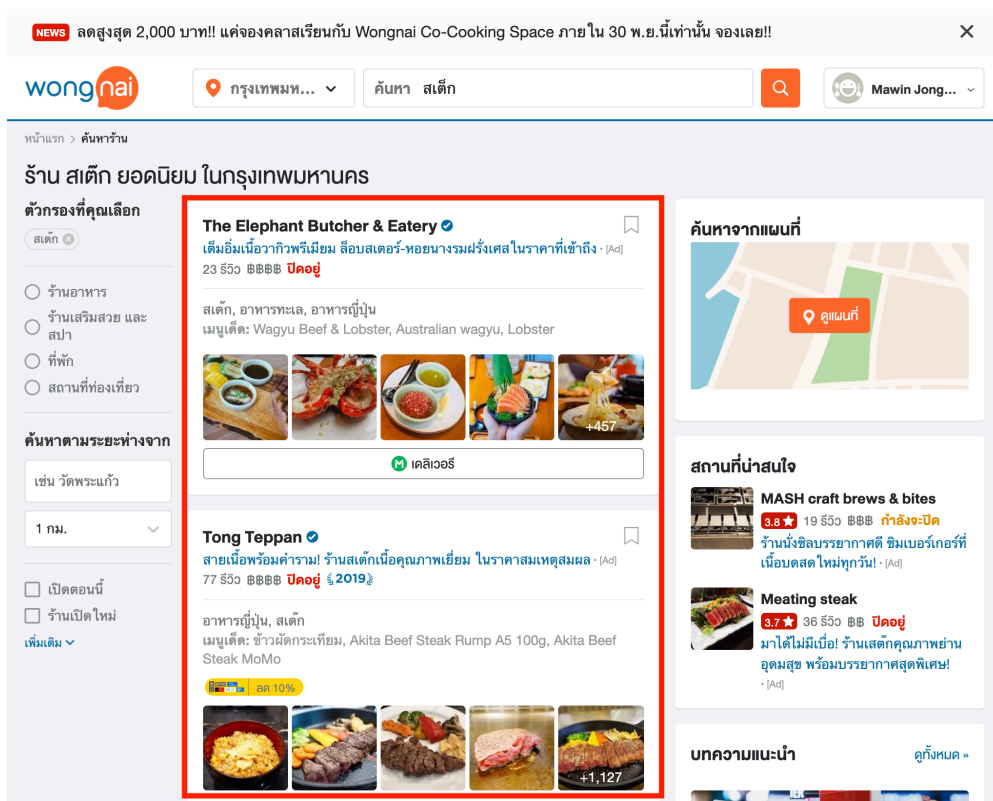 NEWS ลดสูงสุด 2,000 บาท!! แค่จองคลาสเรียนกับ Wongnai Co-Cooking Space ภายใน 30 พ.ย.นี้เท่านั้น จองเลย!!
wongnai
กรุงเทพมห...
ค้นหา สเต็ก
Mawin Jong...
หน้าแรก > ค้นหาร้าน
ร้าน สเต็ก ยอดนิยม ในกรุงเทพมหานคร
ตัวกรองที่คุณเลือก
สเต็ก
ร้านอาหาร
ร้านเสริมสวย และ
สปา
ที่พัก
สถานที่ท่องเที่ยว
ค้นหาตามระยะห่างจาก
เช่น วัดพระแก้ว
1 กม.
เปิดตอนนี้
ร้านเปิดใหม่
เพิ่มเติม
The Elephant Butcher & Eatery
เต็มอิ่มเนื้อวากิวพรีเมียม ล็อบสเตอร์-หอยนางรมฝรั่งเศสในราคาที่เข้าถึง · [Ad]
23 รีวิว ฿฿฿฿ ปิดอยู่
สเต็ก, อาหารทะเล, อาหารญี่ปุ่น
เมนูเด็ด: Wagyu Beef & Lobster, Australian wagyu, Lobster
+457
เดลิเวอรี
Tong Teppan
สายเนื้อพร้อมคำราม! ร้านสเต็กเนื้อคุณภาพเยี่ยม ในราคาสมเหตุสมผล · [Ad]
77 รีวิว ฿฿฿฿ ปิดอยู่ 2019
อาหารญี่ปุ่น, สเต็ก
เมนูเด็ด: ข้าวผัดกระเทียม, Akita Beef Steak Rump A5 100g, Akita Beef
Steak MoMo
ลด 10%
+1,127
ค้นหาจากแผนที่
ดูแผนที่
สถานที่น่าสนใจ
MASH craft brews & bites
3.8 19 รีวิว ฿฿฿ กำลังจะปิด
ร้านนั่งชิลบรรยากาศดี ชิมเบอร์เกอร์ที่
เนื้อบดสดใหม่ทุกวัน! · [Ad]
Meating steak
3.7 36 รีวิว ฿฿ ปิดอยู่
มาได้ไม่มีเบื่อ! ร้านเสต็กคุณภาพย่าน
อุดมสุข พร้อมบรรยากาศสุดพิเศษ!
· [Ad]
บทความแนะนำ
ดูทั้งหมด »